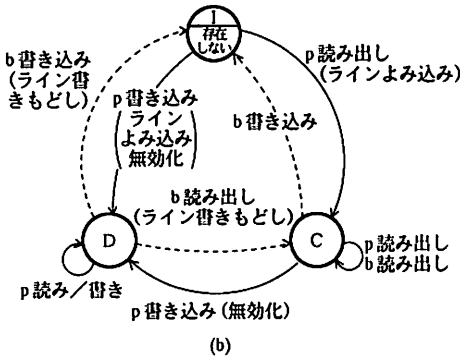 I
存在
しない
b書き込み
(ライン書
きもどし)
p読み出し
(ラインよみ込み)
p書き込み
(ライン
よみ込み
無効化)
b書き込み
b読み出し
(ライン書きもどし)
D
C
p読み出し
b読み出し
p読み/書き
p書き込み(無効化)
(b)